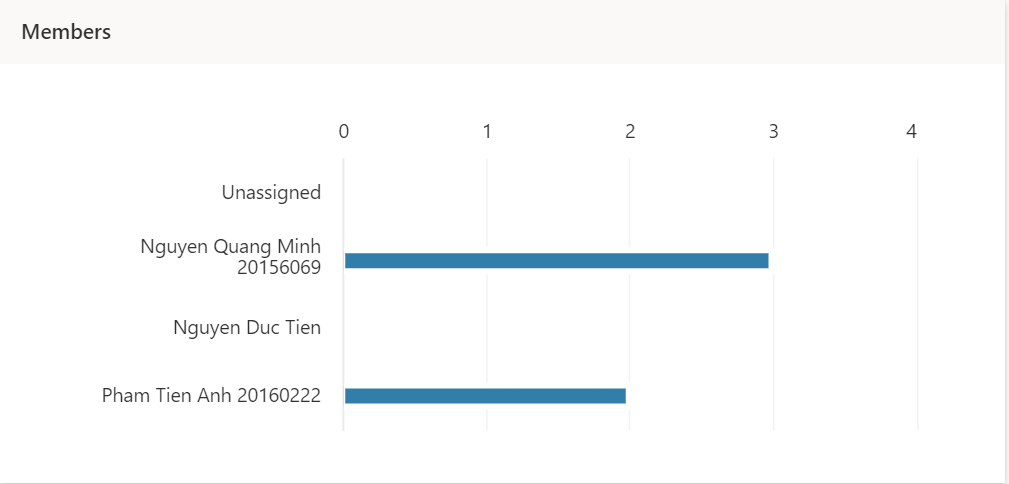 Members
0 1 2 3 4
Unassigned
Nguyen Quang Minh
20156069
Nguyen Duc Tien
Pham Tien Anh 20160222